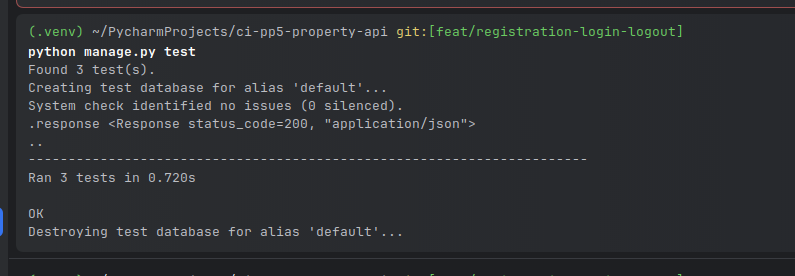 (.venv) ~/PycharmProjects/ci-pp5-property-api git:[feat/registration-login-logout]
python manage.py test
Found 3 test(s).
Creating test database for alias 'default'...
System check identified no issues (0 silenced).
.response <Response status_code=200, "application/json">
..
----------------------------------------------------------------------
Ran 3 tests in 0.720s
OK
Destroying test database for alias 'default'...